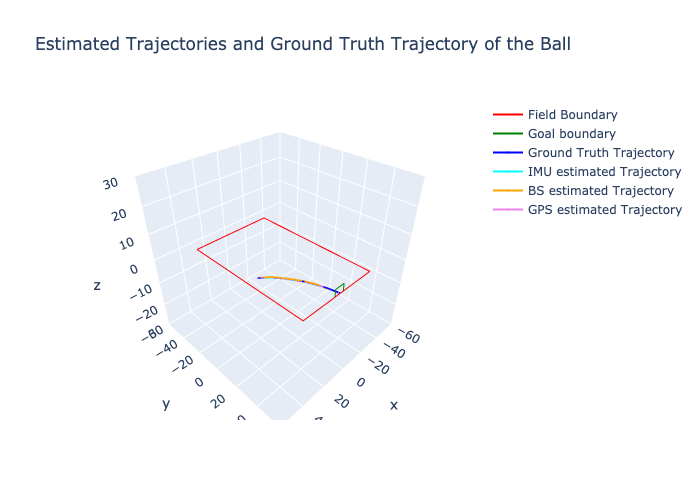 Estimated Trajectories and Ground Truth Trajectory of the Ball
Field Boundary
Goal boundary
Ground Truth Trajectory
IMU estimated Trajectory
BS estimated Trajectory
GPS estimated Trajectory
30
20
10
0
−10
−20
z
−40
−20
0
20
y
−60
−40
−20
0
20
x